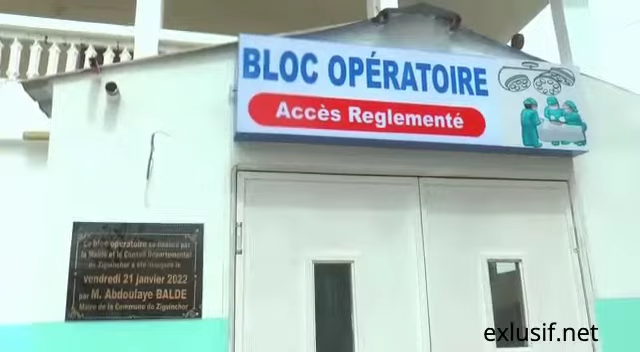 BLOC OPÉRATOIRE
Accès Reglementé
Le bloc opératoire co-financé par
la Mairie et le Conseil Départemental
de Ziguinchor a été inauguré le
vendredi 21 janvier 2022
par M. Abdoulaye BALDE
Maire de la Commune de Ziguinchor
exlusif.net